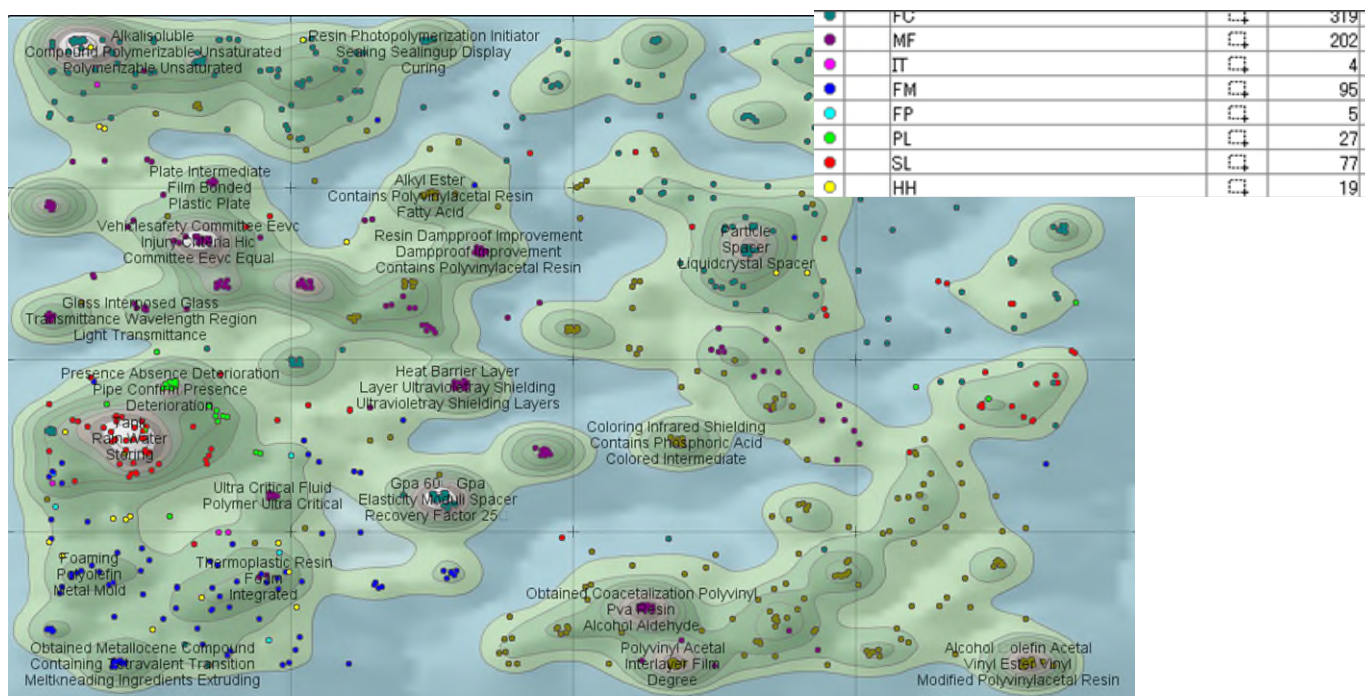 Alkalisoluble
Compound Polymerizable Unsaturated
Polymerizable Unsaturated
Resin Photopolymerization Initiator
Sealing Sealingup Display
Curing
FC 319
MF 202
IT 4
FM 95
FP 5
PL 27
SL 77
HH 19
Plate Intermediate
Film Bonded
Plastic Plate
Alkyl Ester
Contains Polyvinylacetal Resin
Fatty Acid
Vehiclesafety Committee Eevc
Injury Criteria Hic
Committee Eevc Equal
Resin Dampproof Improvement
Dampproof Improvement
Contains Polyvinylacetal Resin
Particle
Spacer
Liquidcrystal Spacer
Glass Interposed Glass
Transmittance Wavelength Region
Light Transmittance
Presence Absence Deterioration
Pipe Confirm Presence
Deterioration
Tank
Rain Water
Storing
Heat Barrier Layer
Layer Ultravioletray Shielding
Ultravioletray Shielding Layers
Coloring Infrared Shielding
Contains Phosphoric Acid
Colored Intermediate
Ultra Critical Fluid
Polymer Ultra Critical
Gpa 60 Gpa
Elasticity Moduli Spacer
Recovery Factor 25
Foaming
Polyolefin
Metal Mold
Thermoplastic Resin
Foam
Integrated
Obtained Coacetalization Polyvinyl
Pva Resin
Alcohol Aldehyde
Obtained Metallocene Compound
Containing Tetravalent Transition
Meltkneading Ingredients Extruding
Polyvinyl Acetal
Interlayer Film
Degree
Alcohol Olefin Acetal
Vinyl Ester Vinyl
Modified Polyvinylacetal Resin